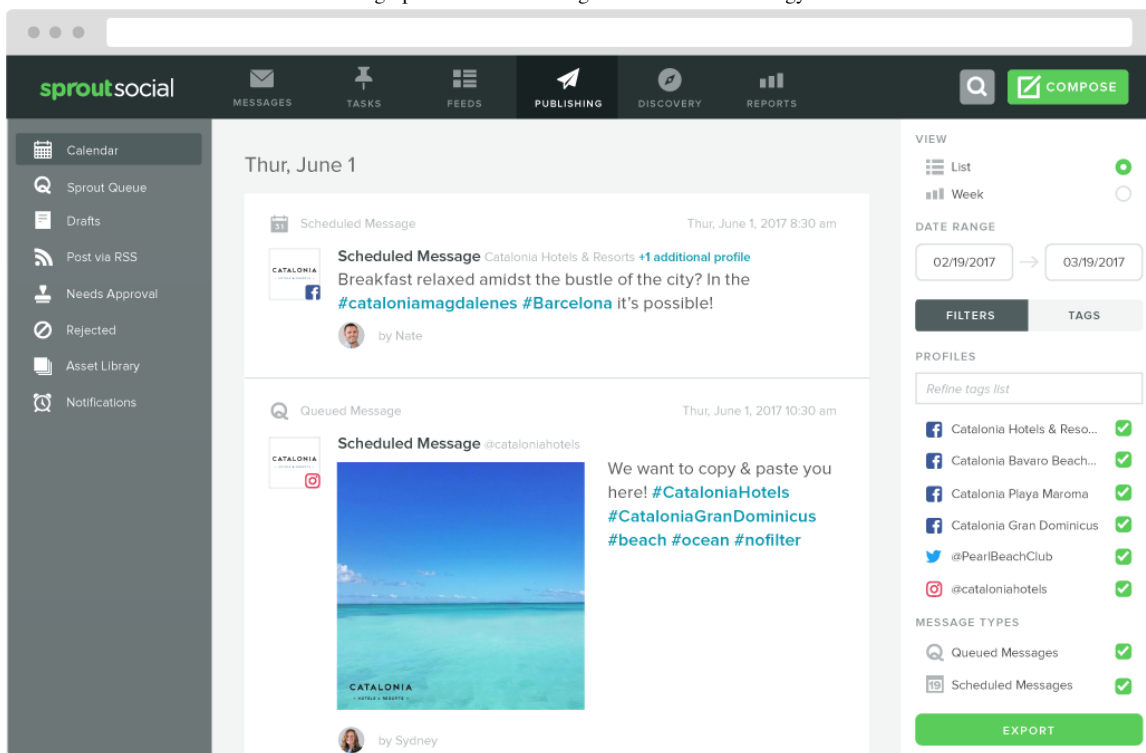 sproutsocial
MESSAGES
TASKS
FEEDS
PUBLISHING
DISCOVERY
REPORTS
COMPOSE
Calendar
Sprout Queue
Drafts
Post via RSS
Needs Approval
Rejected
Asset Library
Notifications
Thur, June 1
31 Scheduled Message Thur, June 1, 2017 8:30 am
CATALONIA
Scheduled Message Catalonia Hotels & Resorts +1 additional profile
Breakfast relaxed amidst the bustle of the city? In the
#cataloniamagdalenes #Barcelona it's possible!
by Nate
Queued Message Thur, June 1, 2017 10:30 am
CATALONIA
Scheduled Message @cataloniahotels
We want to copy & paste you
here! #CataloniaHotels
#CataloniaGranDominicus
#beach #ocean #nofilter
CATALONIA
HOTELS & RESORTS
by Sydney
VIEW
List
Week
DATE RANGE
02/19/2017 → 03/19/2017
FILTERS TAGS
PROFILES
Refine tags list
Catalonia Hotels & Reso...
Catalonia Bavaro Beach...
Catalonia Playa Maroma
Catalonia Gran Dominicus
@PearlBeachClub
@cataloniahotels
MESSAGE TYPES
Queued Messages
19 Scheduled Messages
EXPORT